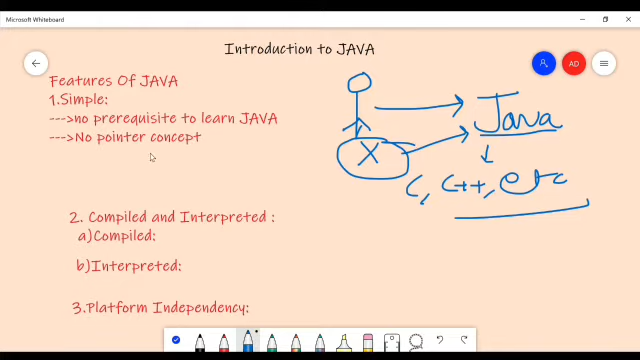 Microsoft Whiteboard
Introduction to JAVA
AD
Features Of JAVA
1.Simple:
--->no prerequisite to learn JAVA
--->No pointer concept
X
Java
C, C++, etc
2. Compiled and Interpreted :
a)Compiled:
b)Interpreted:
3.Platform Independency: